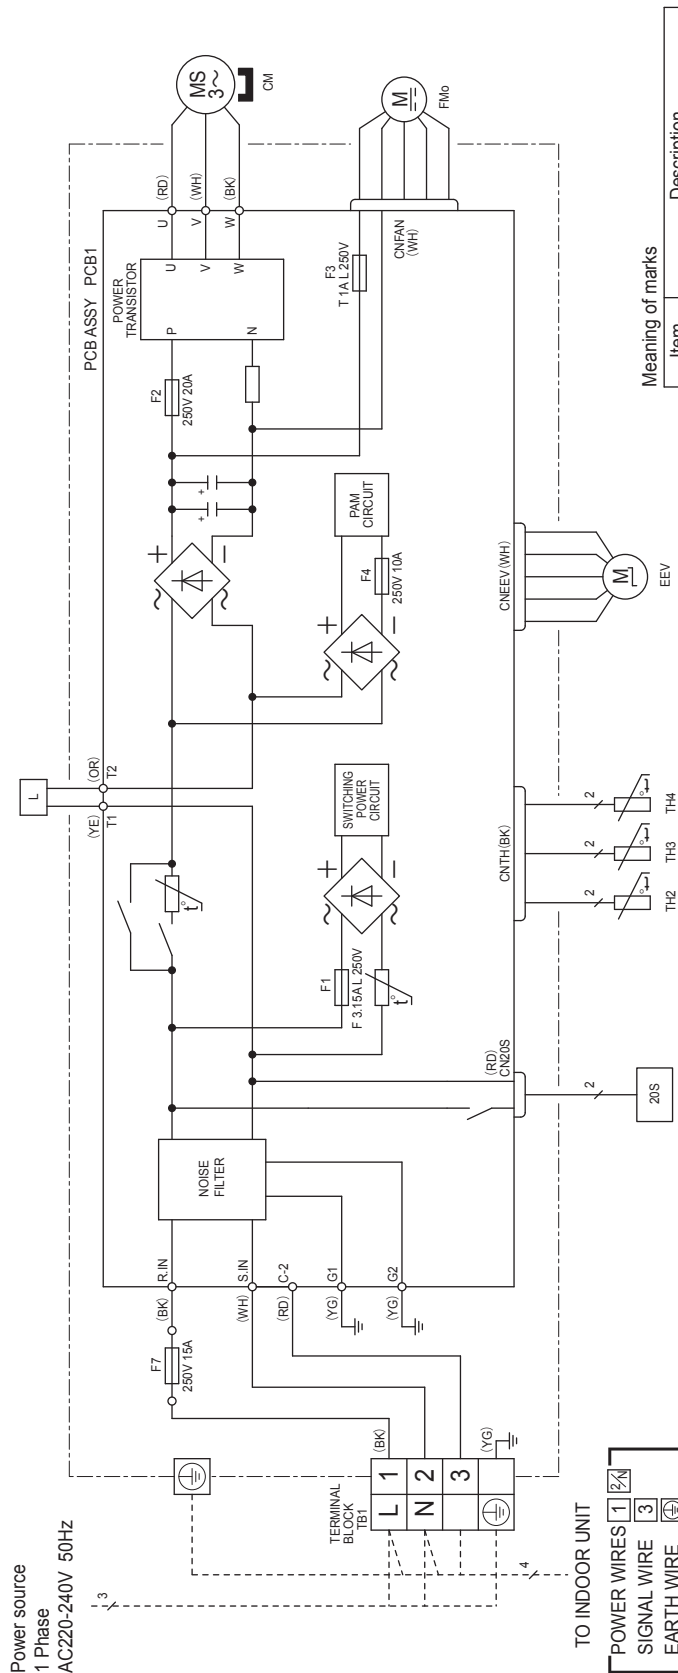 Power source
1 Phase
AC220-240V 50Hz
3
TERMINAL
BLOCK
TB1
L 1
N 2
3
(BK)
(YG)
4
TO INDOOR UNIT
POWER WIRES 1 2/N
SIGNAL WIRE 3
EARTH WIRE
F7
250V 15A
(BK)
R.IN
(WH)
S.IN
(RD)
C-2
(YG)
G1
(YG)
G2
NOISE
FILTER
PCB ASSY PCB1
L
(YE)
T1
(OR)
T2
t°
F1
F 3.15A L 250V
t°
SWITCHING
POWER
CIRCUIT
F4
250V 10A
PAM
CIRCUIT
F2
250V 20A
POWER
TRANSISTOR
P
N
U
V
W
U
(RD)
V
(WH)
W
(BK)
MS
3~
CM
F3
T 1A L 250V
CNFAN
(WH)
M
FMo
(RD)
CN20S
2
20S
CNTH(BK)
2
2
2
t°
t°
t°
TH2
TH3
TH4
CNEEV(WH)
M
EEV
Meaning of marks
Item
Description